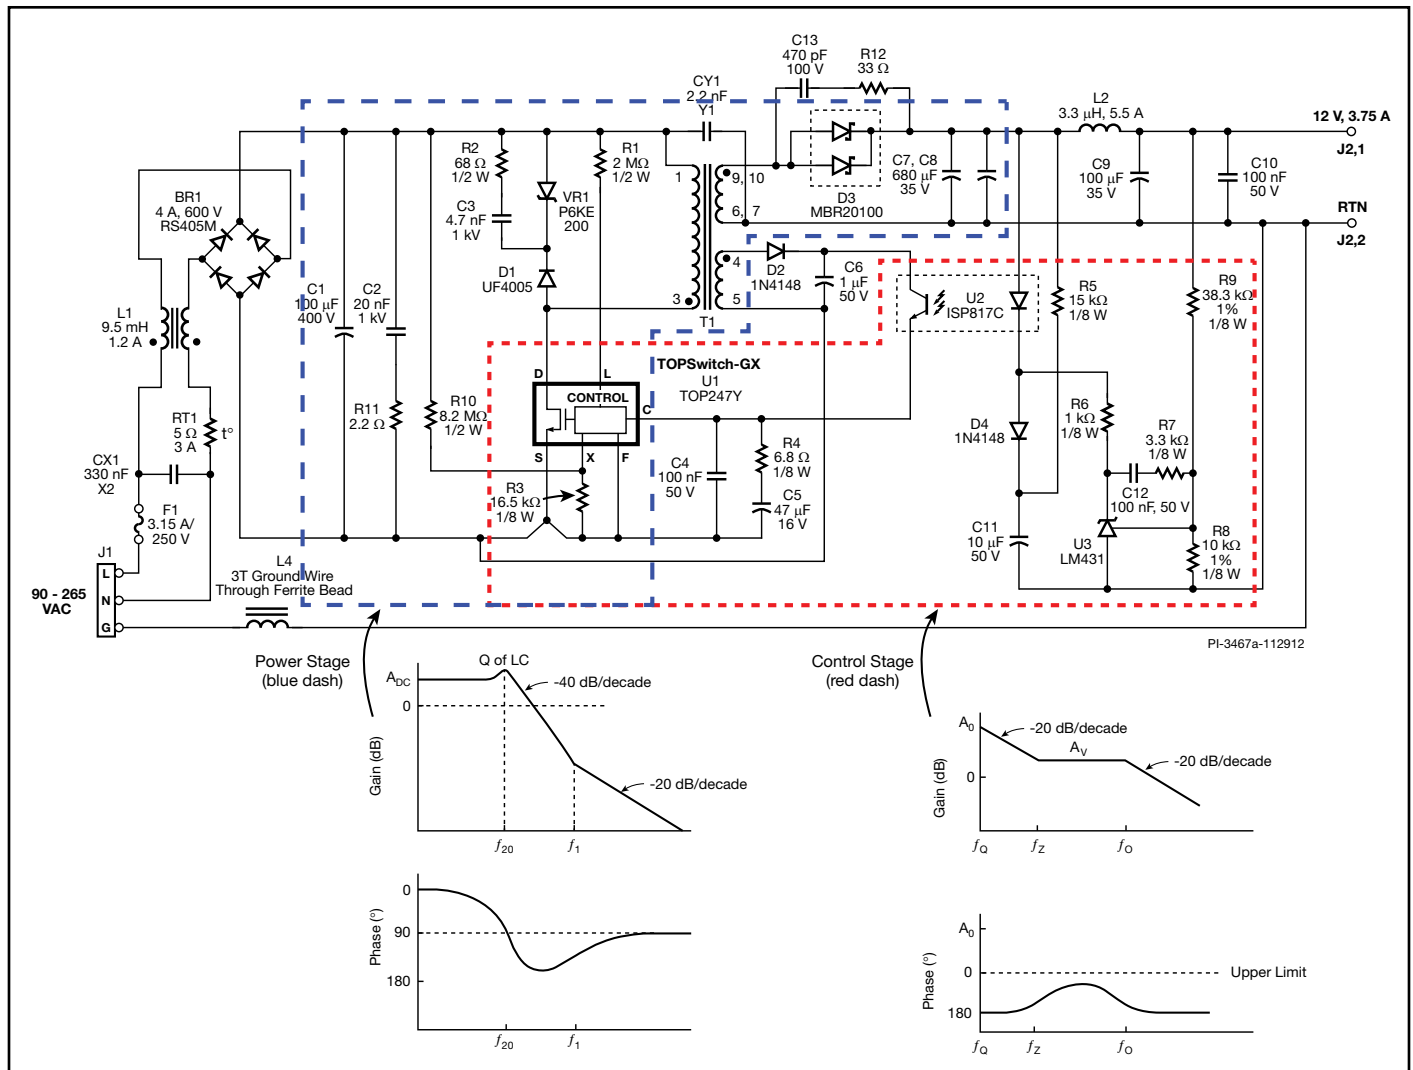 C13
470 pF
100 V
R12
33 Ω
CY1
2.2 nF
Y1
L2
3.3 μH, 5.5 A
12 V, 3.75 A
J2,1
RTN
J2,2
R2
68 Ω
1/2 W
R1
2 MΩ
1/2 W
1
9, 10
6, 7
C7, C8
680 μF
35 V
C9
100 μF
35 V
C10
100 nF
50 V
D3
MBR20100
BR1
4 A, 600 V
RS405M
VR1
P6KE
200
C3
4.7 nF
1 kV
D1
UF4005
3
4
5
T1
D2
1N4148
C6
1 μF
50 V
U2
ISP817C
R5
15 kΩ
1/8 W
R9
38.3 kΩ
1%
1/8 W
L1
9.5 mH
1.2 A
C1
100 μF
400 V
C2
20 nF
1 kV
TOPSwitch-GX
U1
TOP247Y
D
L
CONTROL
C
S
X
F
R11
2.2 Ω
R10
8.2 MΩ
1/2 W
RT1
5 Ω
3 A
t°
CX1
330 nF
X2
R3
16.5 kΩ
1/8 W
C4
100 nF
50 V
R4
6.8 Ω
1/8 W
C5
47 μF
16 V
D4
1N4148
R6
1 kΩ
1/8 W
R7
3.3 kΩ
1/8 W
C12
100 nF, 50 V
C11
10 μF
50 V
U3
LM431
R8
10 kΩ
1%
1/8 W
F1
3.15 A/
250 V
J1
L
N
G
90 - 265
VAC
L4
3T Ground Wire
Through Ferrite Bead
PI-3467a-112912
Power Stage
(blue dash)
Control Stage
(red dash)
Q of LC
ADC
0
-40 dB/decade
-20 dB/decade
Gain (dB)
f20
f1
A0
-20 dB/decade
AV
-20 dB/decade
0
Gain (dB)
fQ
fZ
fO
0
90
180
Phase (°)
f20
f1
A0
0
Upper Limit
180
Phase (°)
fQ
fZ
fO